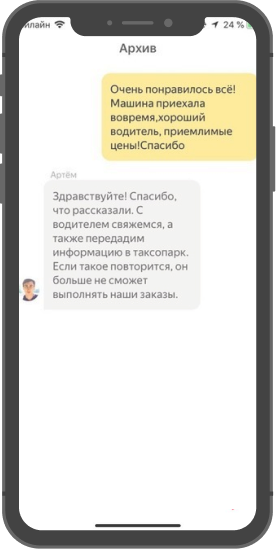 илайн
24 %
Архив
Очень понравилось всё!
Машина приехала
вовремя,хороший
водитель, приемлимые
цены!Спасибо
Артём
Здравствуйте! Спасибо,
что рассказали. С
водителем свяжемся, а
также передадим
информацию в таксопарк.
Если такое повторится, он
больше не сможет
выполнять наши заказы.